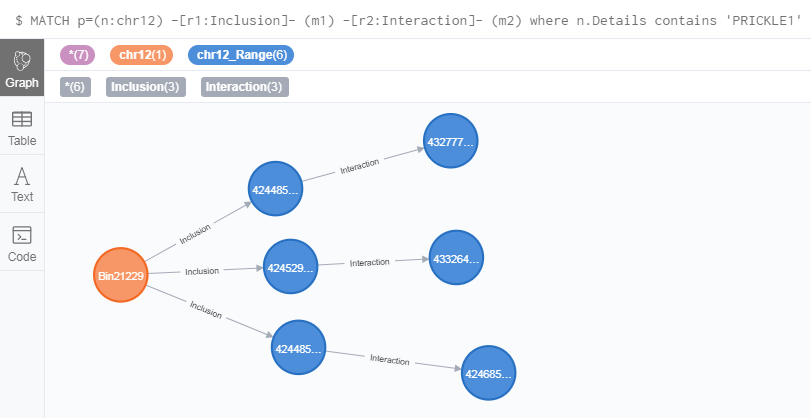 $ MATCH p=(n:chr12) -[r1:Inclusion]- (m1) -[r2:Interaction]- (m2) where n.Details contains 'PRICKLE1'
*(7) chr12(1) chr12_Range(6)
*(6) Inclusion(3) Interaction(3)
Graph
Table
Text
Code
432777...
Interaction
424485...
Inclusion
433264...
Interaction
424529...
Inclusion
Bin21229
Inclusion
424485...
Interaction
424685...